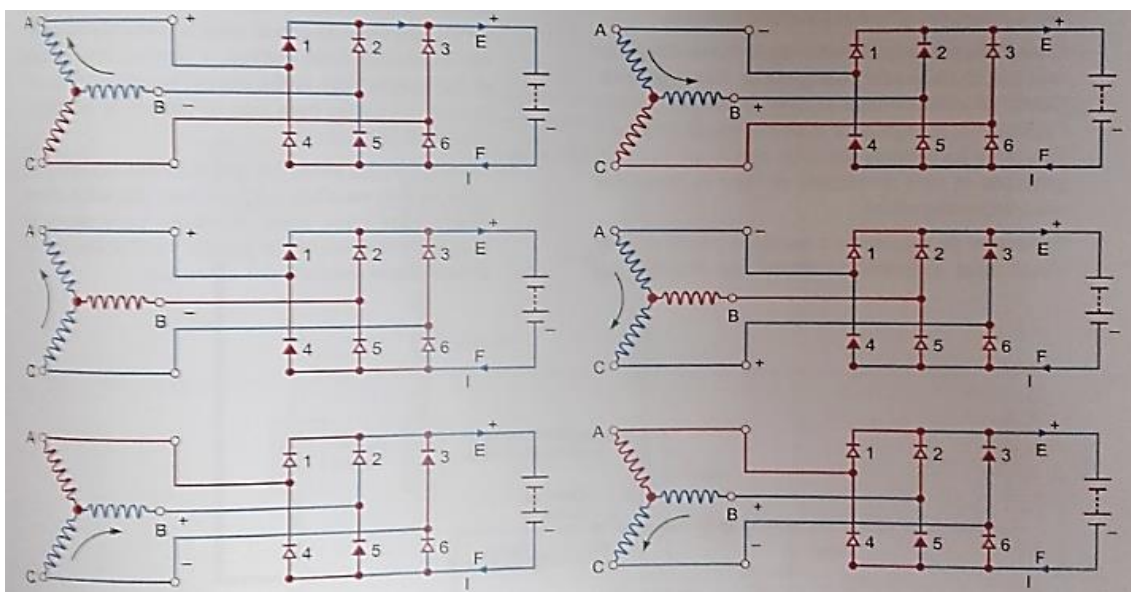 A + 1 2 3 E +
B −
4 5 6 F −
C I
A − 1 2 3 E +
B +
4 5 6 F −
C I
A + 1 2 3 E +
B −
4 5 6 F −
C I
A − 1 2 3 E +
B
4 5 6 F −
C + I
A 1 2 3 E +
B +
4 5 6 F −
C − I
A 1 2 3 E +
B +
4 5 6 F −
C − I